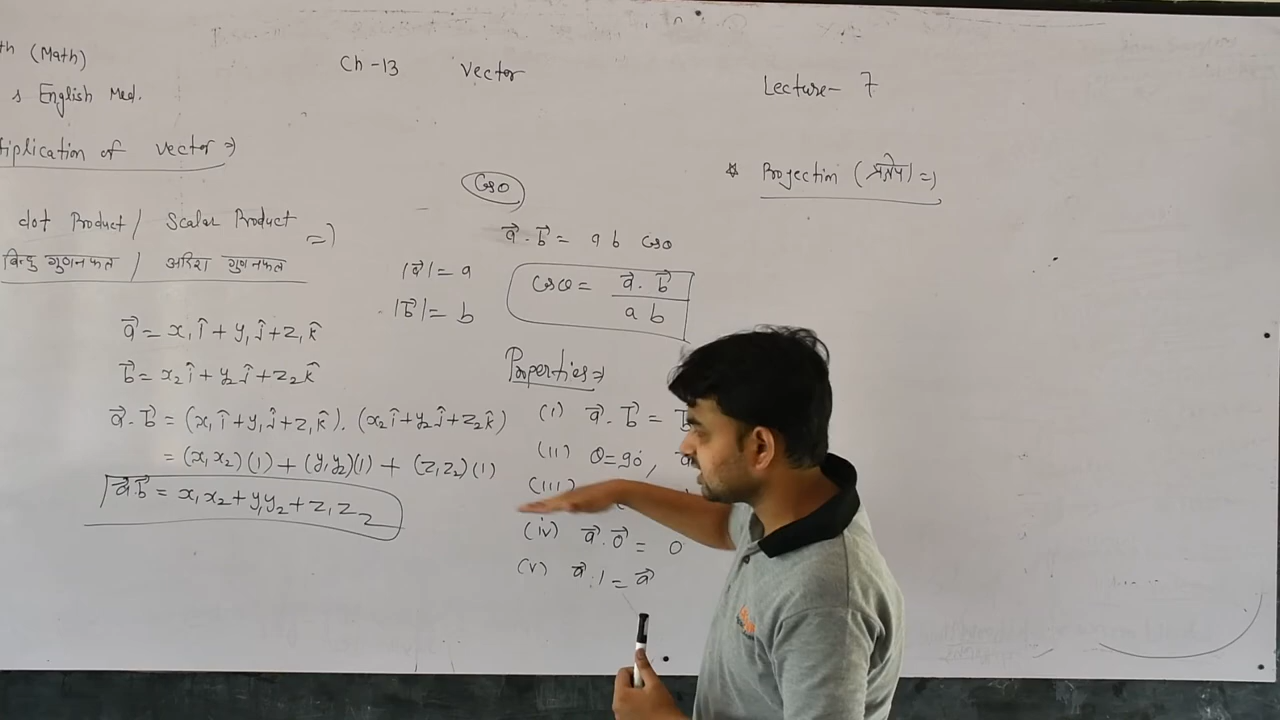 th (Math)
Ch-13 Vector
Lecture- 7
s English Med.
tiplication of vector ⇒
dot Product / Scalar Product ⇒
बिन्दु गुणनफल / अदिश गुणनफल
a⃗ = x₁î + y₁ĵ + z₁k̂
b⃗ = x₂î + y₂ĵ + z₂k̂
a⃗ . b⃗ = (x₁î + y₁ĵ + z₁k̂) . (x₂î + y₂ĵ + z₂k̂)
= (x₁x₂)(1) + (y₁y₂)(1) + (z₁z₂)(1)
a⃗.b⃗ = x₁x₂ + y₁y₂ + z₁z₂
Cosθ
a⃗ . b⃗ = a b cosθ
|a⃗| = a
|b⃗| = b
cosθ = a⃗ . b⃗ / a b
Properties ⇒
(i) a⃗ . b⃗ =
(ii) θ = 90°,
(iii)
(iv) a⃗ . 0⃗ = 0
(v) a⃗ . 1 = a⃗
* Projection (प्रक्षेप) ⇒